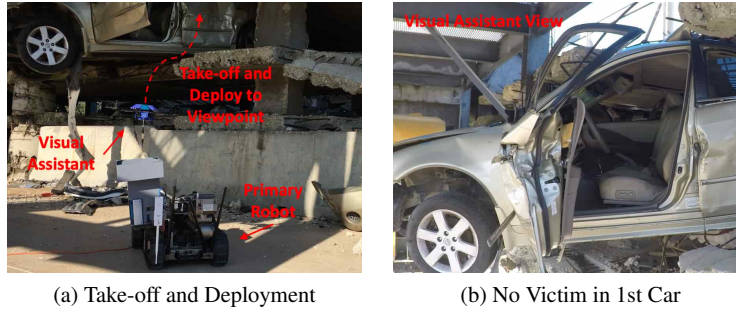 Take-off and
Deploy to
Viewpoint
Visual
Assistant
Primary
Robot
(a) Take-off and Deployment
Visual Assistant View
(b) No Victim in 1st Car